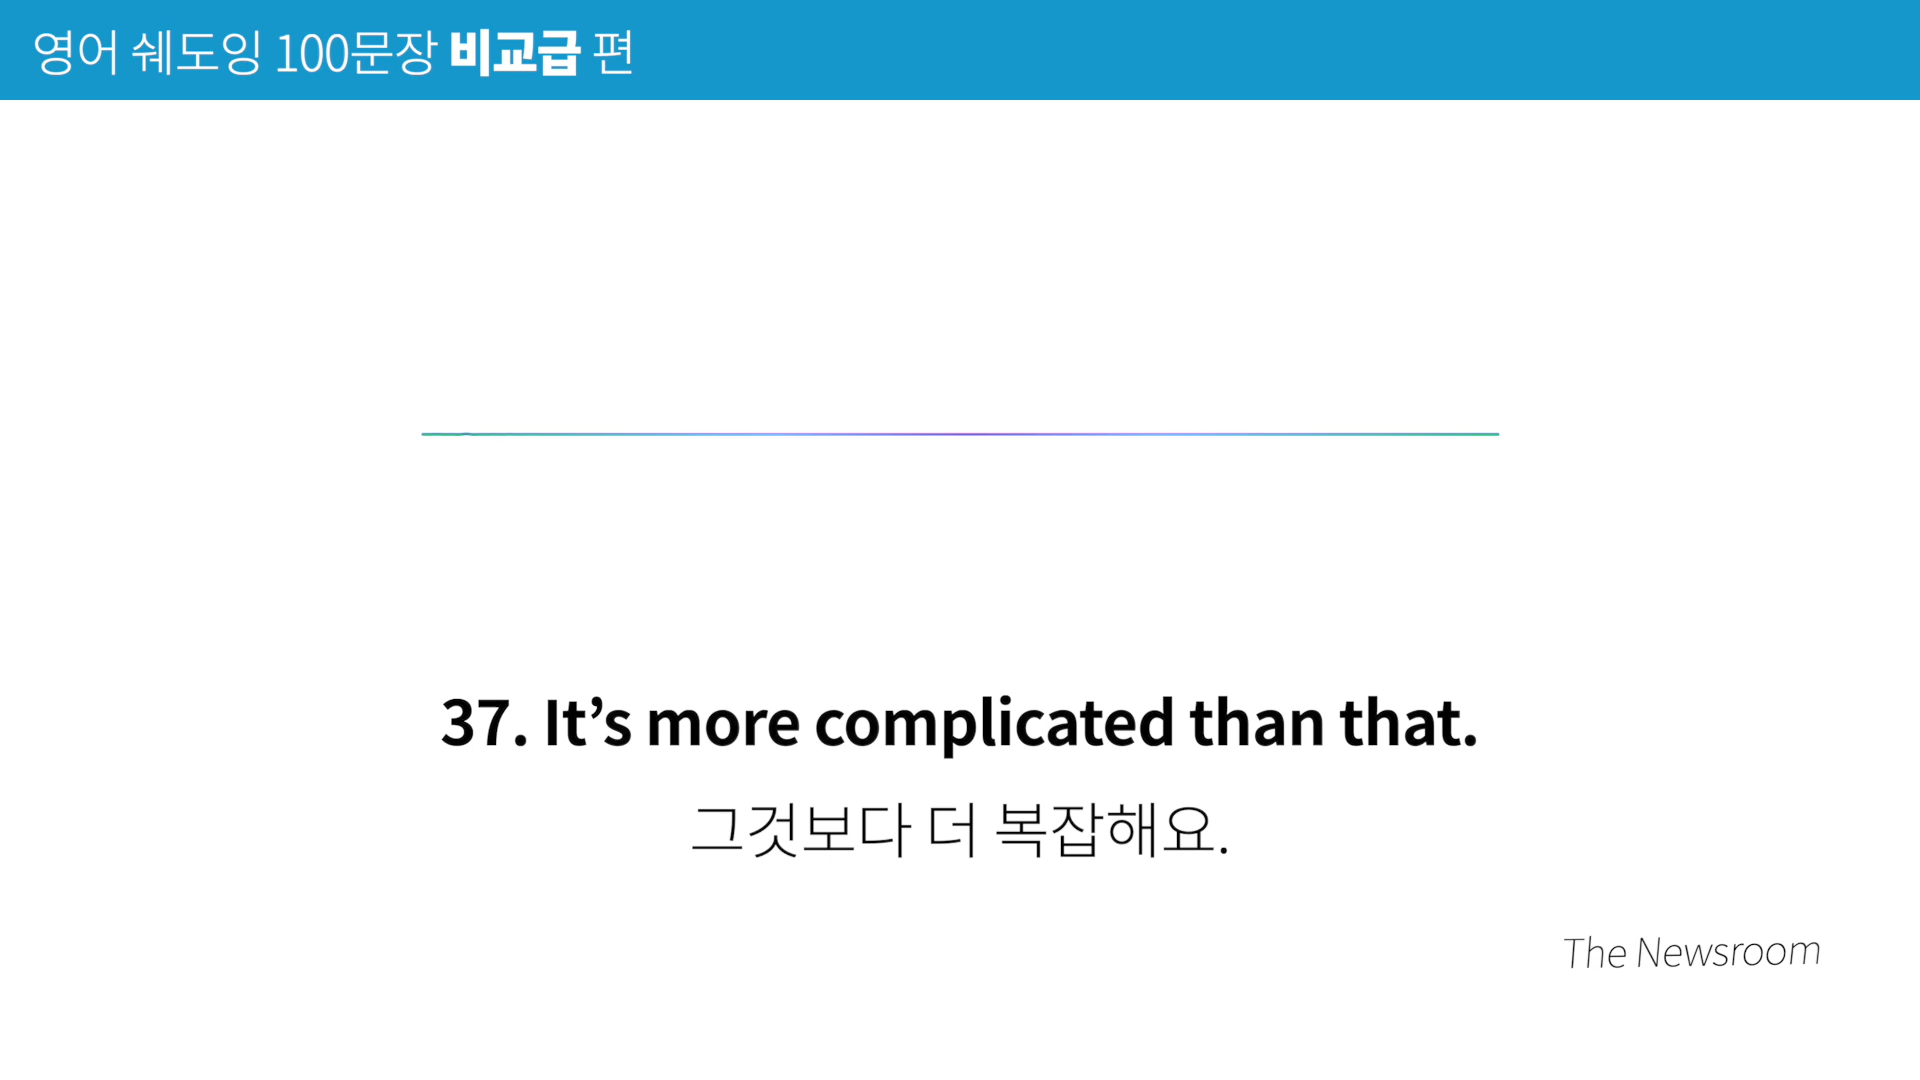 영어 쉐도잉 100문장 비교급 편
37. It’s more complicated than that.
그것보다 더 복잡해요.
The Newsroom